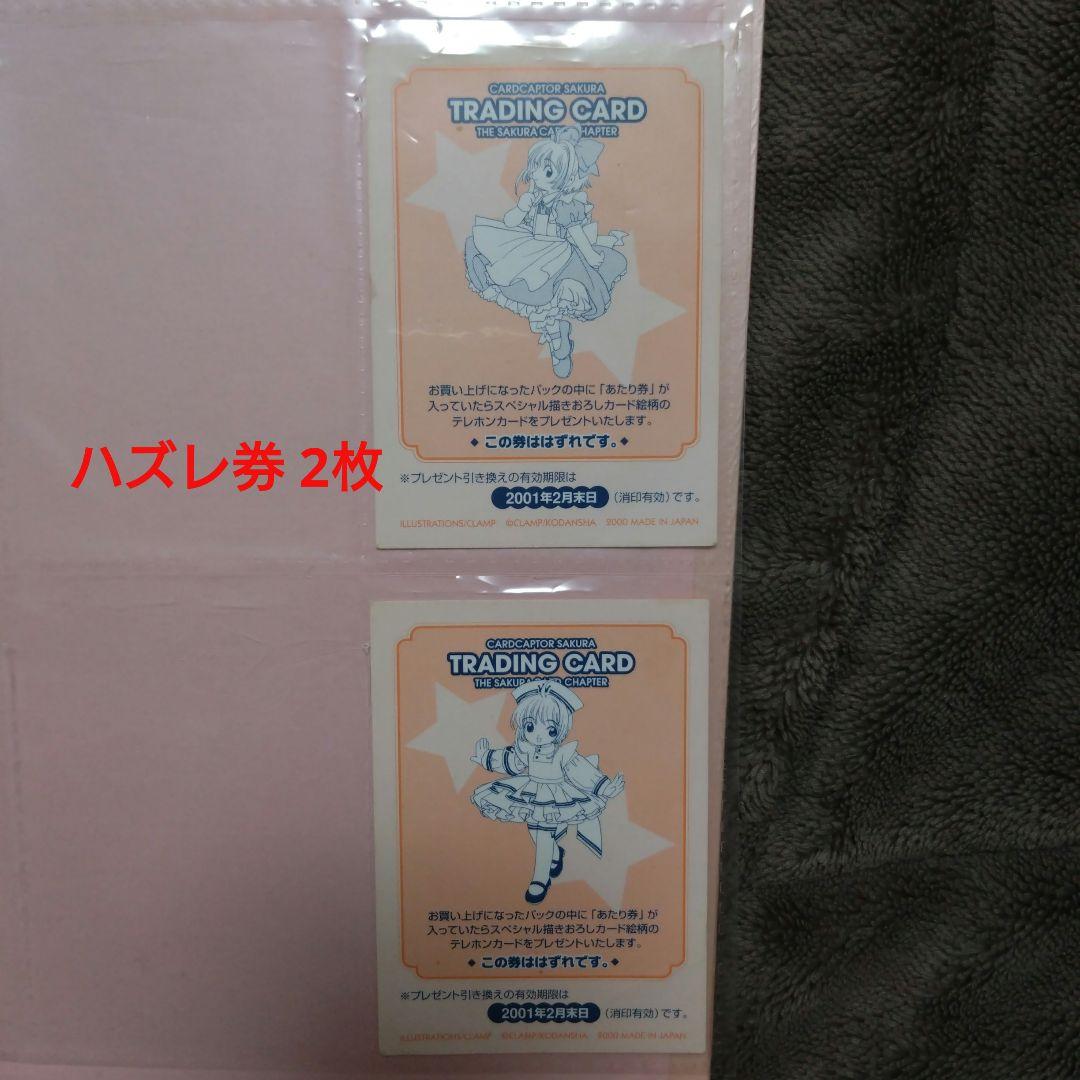 CARDCAPTOR SAKURA
TRADING CARD
THE SAKURA CARD CHAPTER
お買い上げになったパックの中に「あたり券」が
入っていたらスペシャル描きおろしカード絵柄の
テレホンカードをプレゼントいたします。
この券ははずれです。
ハズレ券 2枚
※プレゼント引き換えの有効期限は
2001年2月末日(消印有効)です。
ILLUSTRATIONS/CLAMP ©CLAMP/KODANSHA 2000 MADE IN JAPAN
CARDCAPTOR SAKURA
TRADING CARD
THE SAKURA CARD CHAPTER
お買い上げになったパックの中に「あたり券」が
入っていたらスペシャル描きおろしカード絵柄の
テレホンカードをプレゼントいたします。
この券ははずれです。
※プレゼント引き換えの有効期限は
2001年2月末日(消印有効)です。
ILLUSTRATIONS/CLAMP ©CLAMP/KODANSHA 2000 MADE IN JAPAN